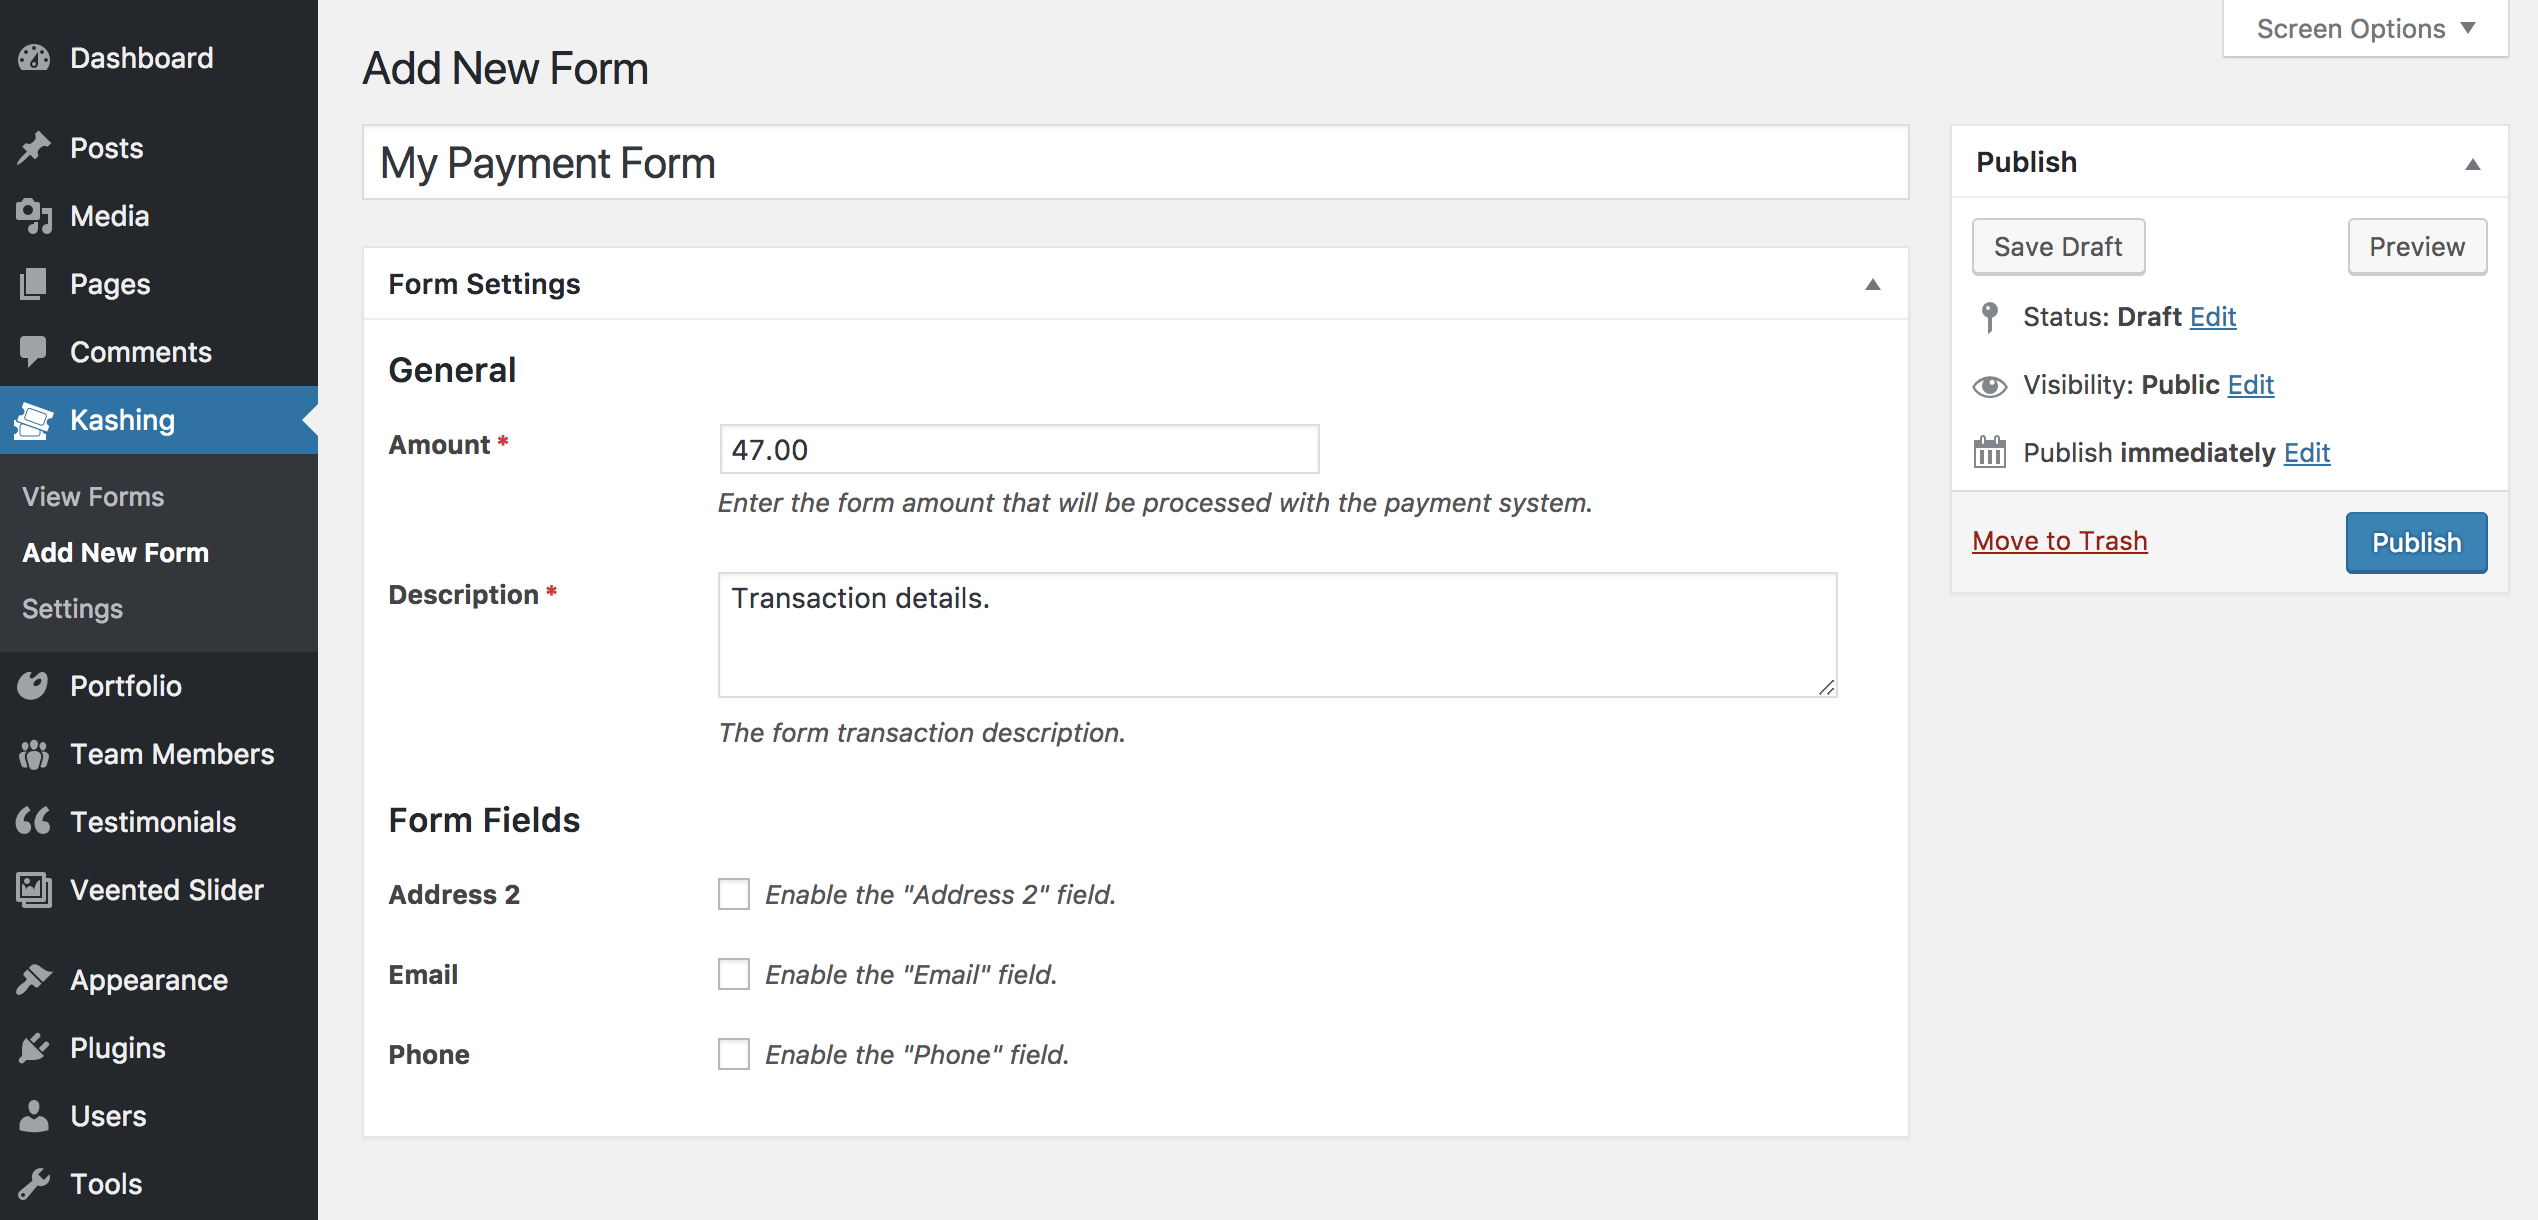 Dashboard
Posts
Media
Pages
Comments
Kashing
View Forms
Add New Form
Settings
Portfolio
Team Members
Testimonials
Veented Slider
Appearance
Plugins
Users
Tools
Screen Options
Add New Form
My Payment Form
Form Settings
General
Amount *
47.00
Enter the form amount that will be processed with the payment system.
Description *
Transaction details.
The form transaction description.
Form Fields
Address 2
Enable the "Address 2" field.
Email
Enable the "Email" field.
Phone
Enable the "Phone" field.
Publish
Save Draft
Preview
Status: Draft Edit
Visibility: Public Edit
Publish immediately Edit
Move to Trash
Publish